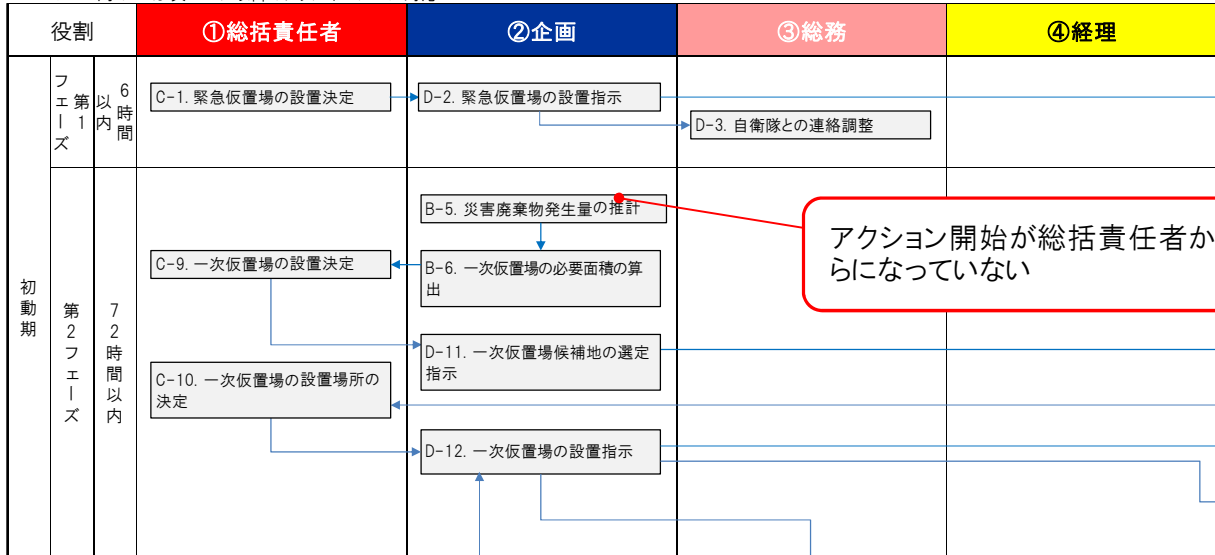 役割
①総括責任者
②企画
③総務
④経理
初動期
第1フェーズ
6時間以内
C-1. 緊急仮置場の設置決定
D-2. 緊急仮置場の設置指示
D-3. 自衛隊との連絡調整
第2フェーズ
72時間以内
B-5. 災害廃棄物発生量の推計
アクション開始が総括責任者か
らになっていない
C-9. 一次仮置場の設置決定
B-6. 一次仮置場の必要面積の算
出
D-11. 一次仮置場候補地の選定
指示
C-10. 一次仮置場の設置場所の
決定
D-12. 一次仮置場の設置指示